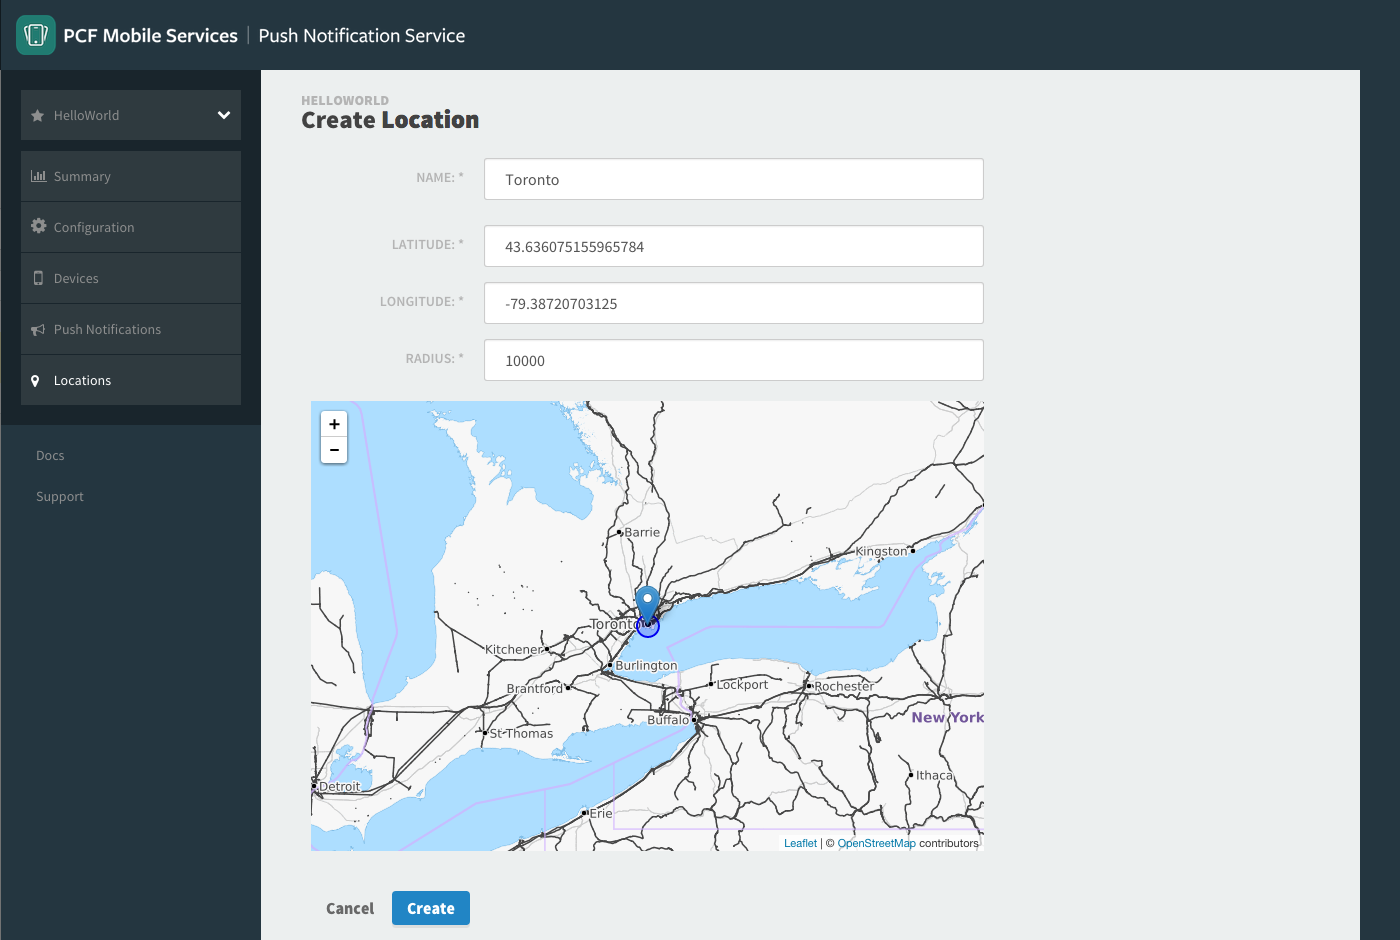 PCF Mobile Services | Push Notification Service
HelloWorld
Summary
Configuration
Devices
Push Notifications
Locations
Docs
Support
HELLOWORLD
Create Location
NAME: * Toronto
LATITUDE: * 43.636075155965784
LONGITUDE: * -79.38720703125
RADIUS: * 10000
+
-
Barrie
Kingston
Toronto
Kitchener
Burlington
Brantford
Lockport
Rochester
Buffalo
New York
St Thomas
Ithaca
Detroit
Erie
Leaflet | © OpenStreetMap contributors
Cancel Create